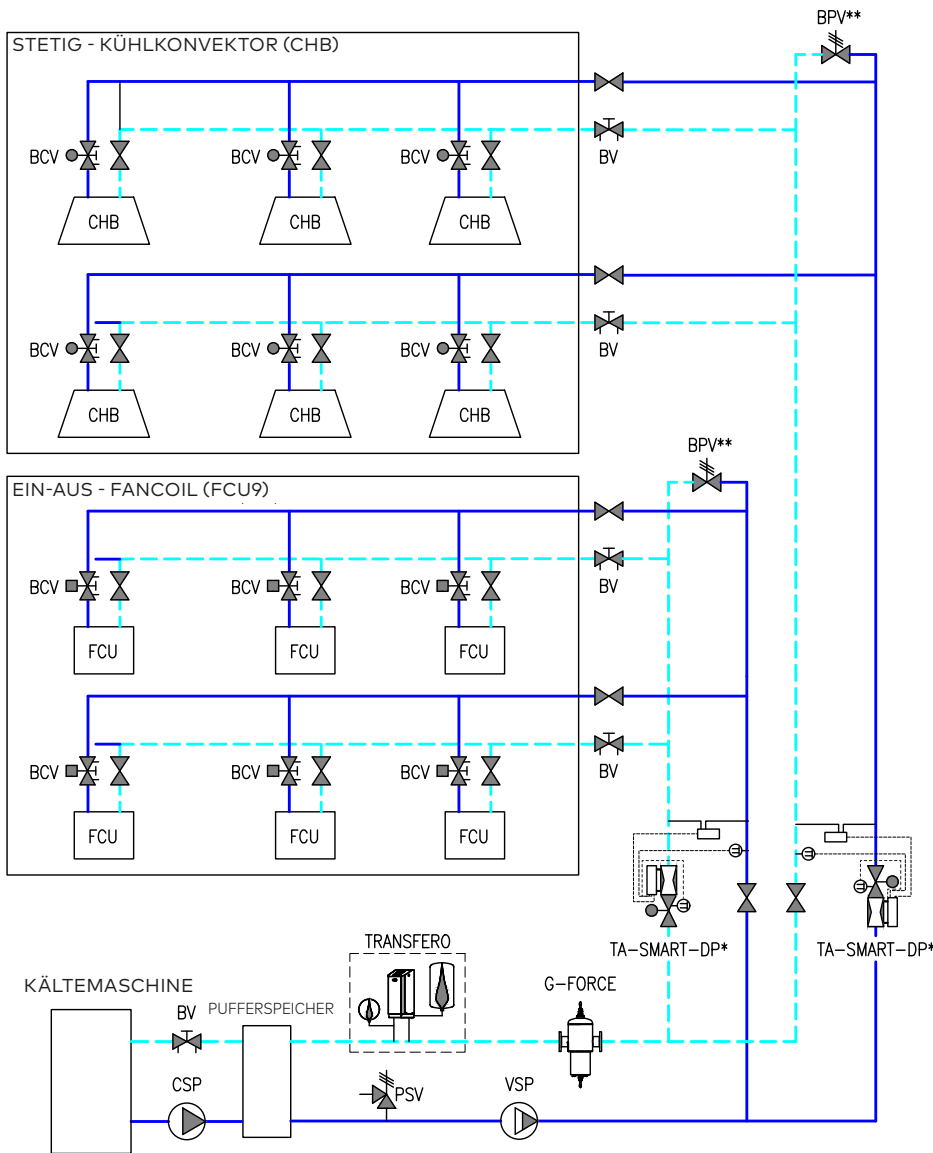 BPV**
STETIG - KÜHLKONVEKTOR (CHB)
BCV BCV BCV BV
CHB CHB CHB
BCV BCV BCV BV
CHB CHB CHB
BPV**
EIN-AUS - FANCOIL (FCU9)
BCV BCV BCV BV
FCU FCU FCU
BCV BCV BCV BV
FCU FCU FCU
TA-SMART-DP* TA-SMART-DP*
TRANSFERO
KÄLTEMASCHINE
G-FORCE
BV PUFFERSPEICHER
CSP PSV VSP